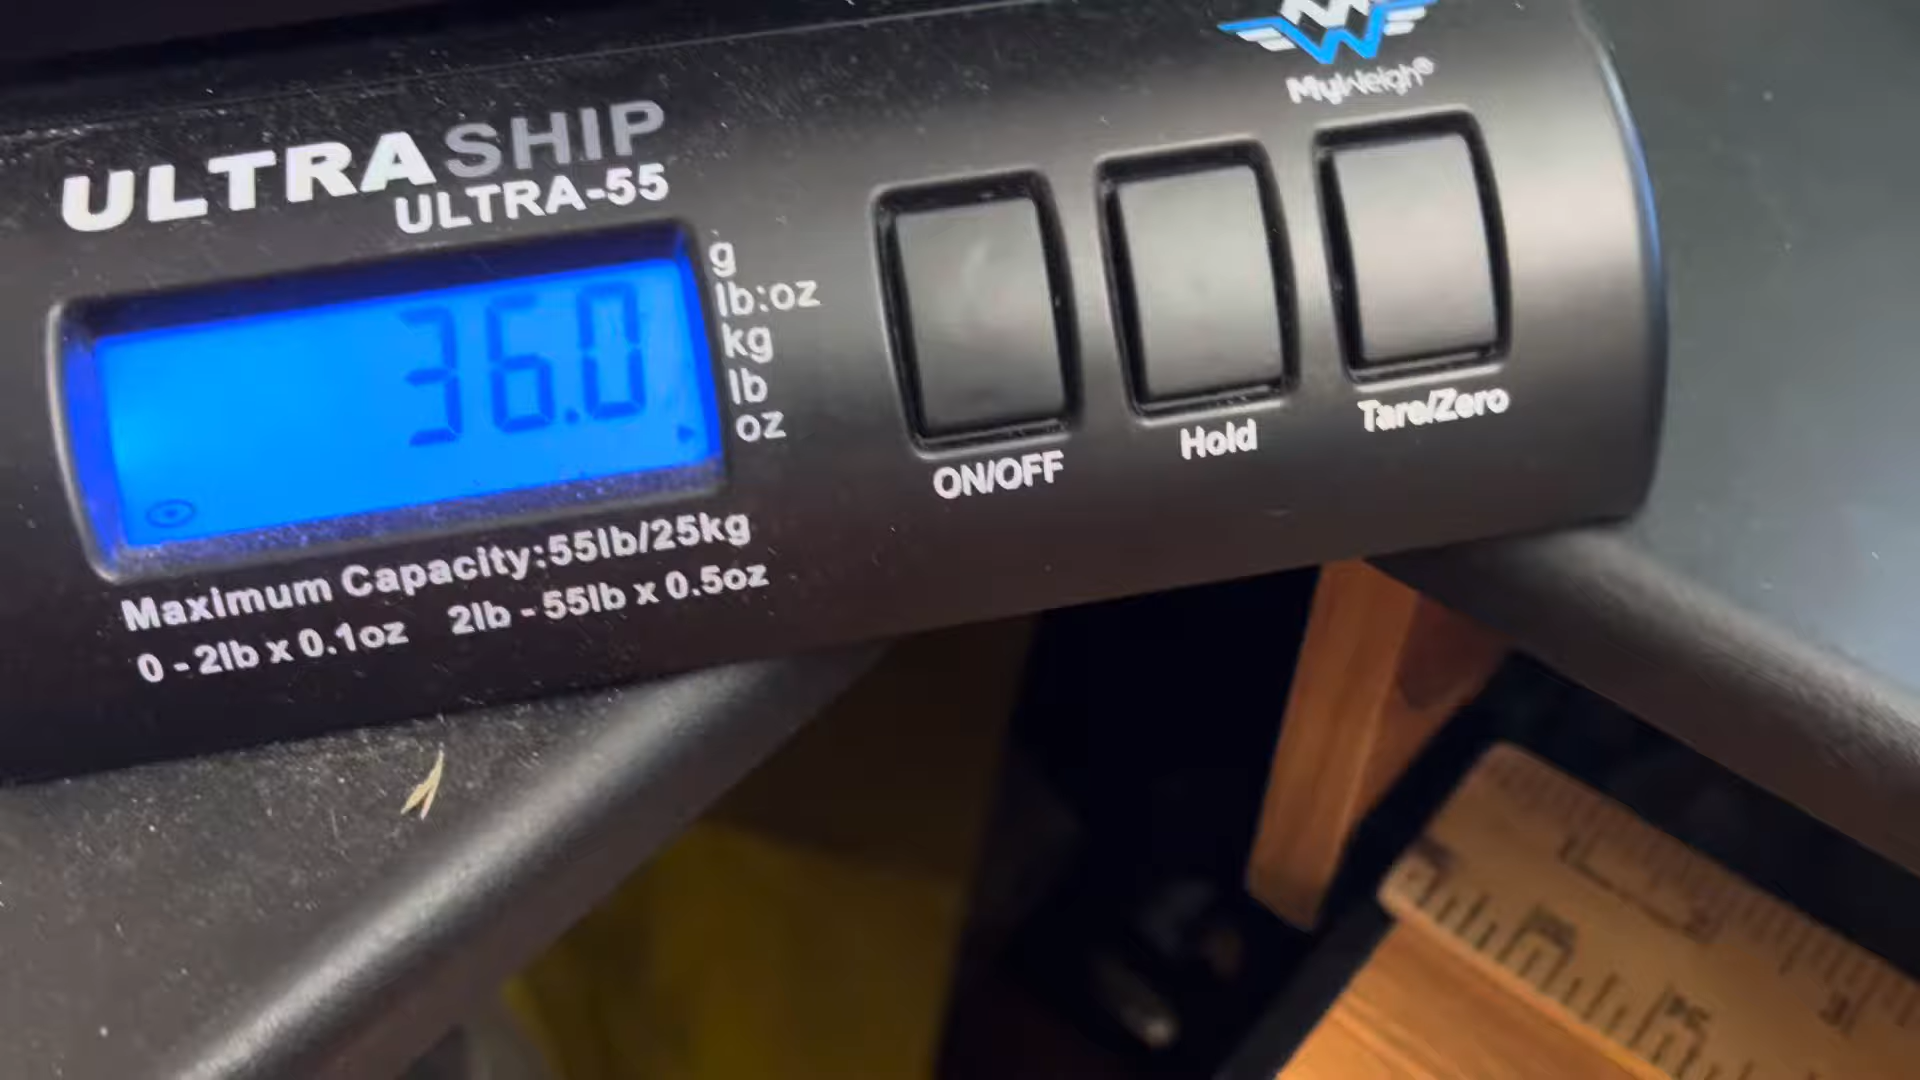 MyWeigh®
ULTRASHIP
ULTRA-55
36.0
g
lb:oz
kg
lb
oz
ON/OFF
Hold
Tare/Zero
Maximum Capacity:55lb/25kg
0 - 2lb x 0.1oz 2lb - 55lb x 0.5oz